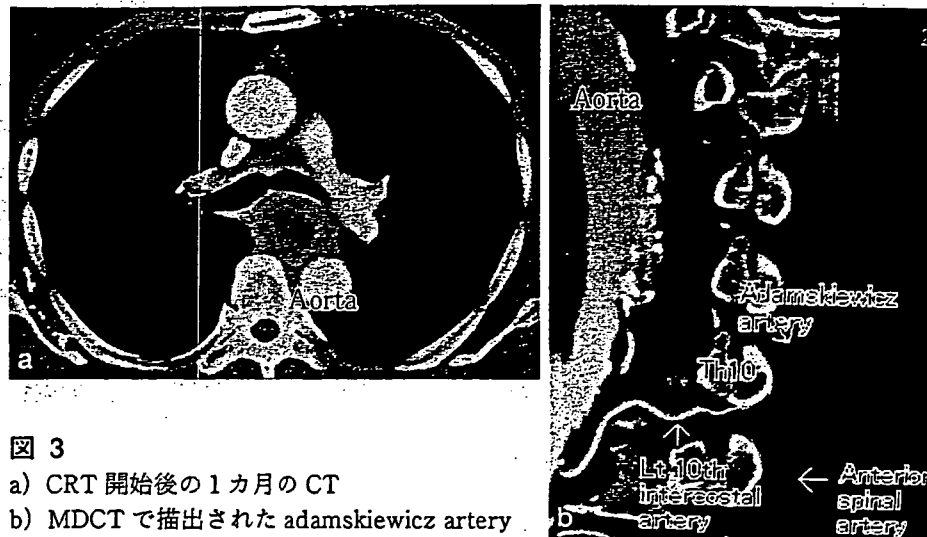 Aorta
a
Aorta
Adamskiewicz
artery
Th10
Lt 10th
intercostal
artery
Anterior
spinal
artery
b
図 3
a) CRT 開始後の1カ月の CT
b) MDCT で描出された adamskiewicz artery